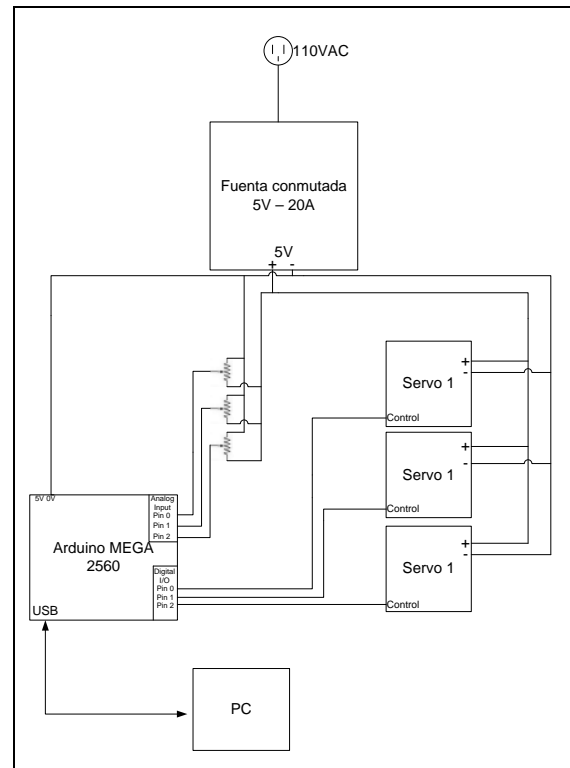 110VAC
Fuenta conmutada
5V – 20A
5V
+ -
+
-
Servo 1
Control
+
-
Servo 1
Control
+
-
Servo 1
Control
5V 0V
Analog
Input
Pin 0
Pin 1
Pin 2
Arduino MEGA
2560
Digital
I/O
Pin 0
Pin 1
Pin 2
USB
PC